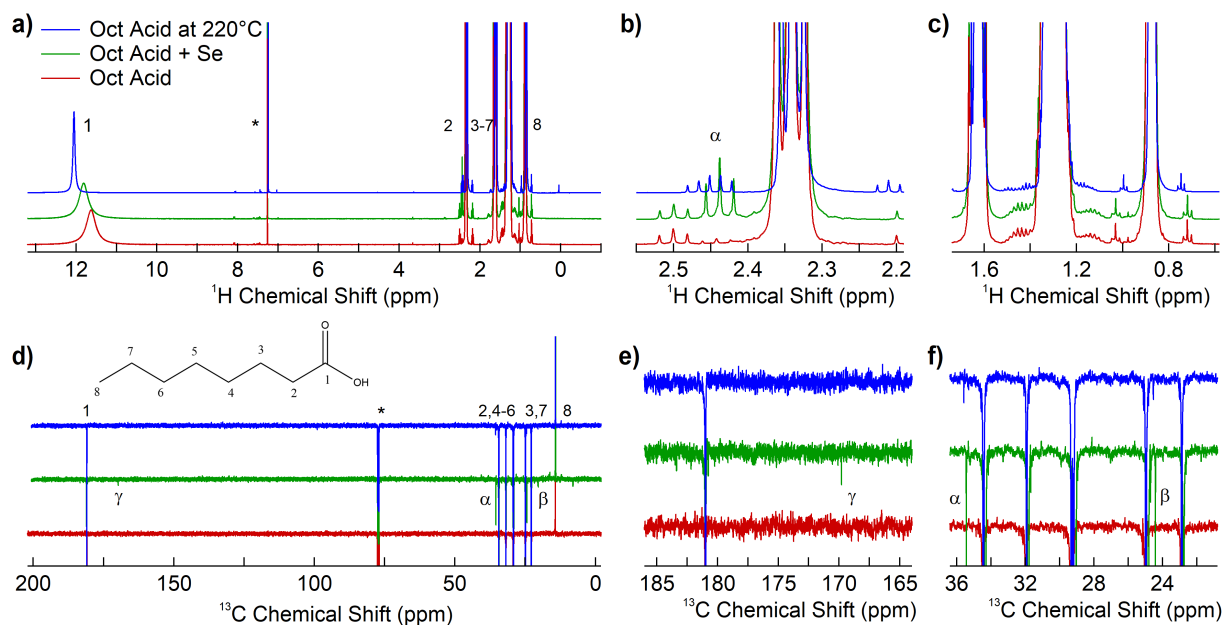 a)
Oct Acid at 220°C
Oct Acid + Se
Oct Acid
1
*
2
3-7
8
12
10
8
6
4
2
0
¹H Chemical Shift (ppm)
b)
α
2.5
2.4
2.3
2.2
¹H Chemical Shift (ppm)
c)
1.6
1.2
0.8
¹H Chemical Shift (ppm)
d)
O
7
5
3
8
6
4
2
1
OH
1
*
2,4-6
3,7
8
γ
α
β
200
150
100
50
0
¹³C Chemical Shift (ppm)
e)
γ
185
180
175
170
165
¹³C Chemical Shift (ppm)
f)
α
β
36
32
28
24
¹³C Chemical Shift (ppm)